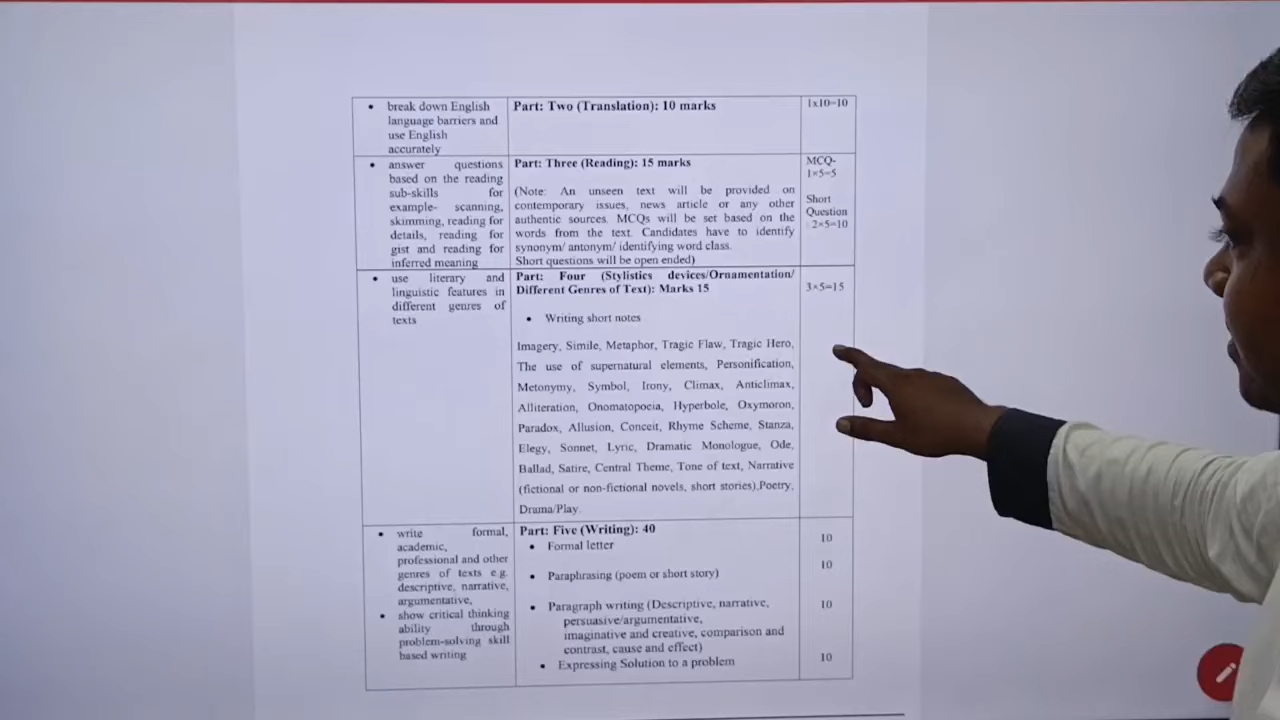 break down English
language barriers and
use English
accurately
Part: Two (Translation): 10 marks
1x10=10
answer questions
based on the reading
sub-skills for
example- scanning,
skimming, reading for
details, reading for
gist and reading for
inferred meaning
Part: Three (Reading): 15 marks
(Note: An unseen text will be provided on
contemporary issues, news article or any other
authentic sources. MCQs will be set based on the
words from the text. Candidates have to identify
synonym/ antonym/ identifying word class.
Short questions will be open ended)
MCQ-
1×5=5
Short
Question
: 2×5=10
use literary and
linguistic features in
different genres of
texts
Part: Four (Stylistics devices/Ornamentation/
Different Genres of Text): Marks 15
Writing short notes
Imagery, Simile, Metaphor, Tragic Flaw, Tragic Hero,
The use of supernatural elements, Personification,
Metonymy, Symbol, Irony, Climax, Anticlimax,
Alliteration, Onomatopoeia, Hyperbole, Oxymoron,
Paradox, Allusion, Conceit, Rhyme Scheme, Stanza,
Elegy, Sonnet, Lyric, Dramatic Monologue, Ode,
Ballad, Satire, Central Theme, Tone of text, Narrative
(fictional or non-fictional novels, short stories),Poetry,
Drama/Play.
3×5=15
write formal,
academic,
professional and other
genres of texts e.g.
descriptive, narrative,
argumentative,
show critical thinking
ability through
problem-solving skill
based writing
Part: Five (Writing): 40
Formal letter
10
Paraphrasing (poem or short story)
10
Paragraph writing (Descriptive, narrative,
persuasive/argumentative,
imaginative and creative, comparison and
contrast, cause and effect)
10
Expressing Solution to a problem
10